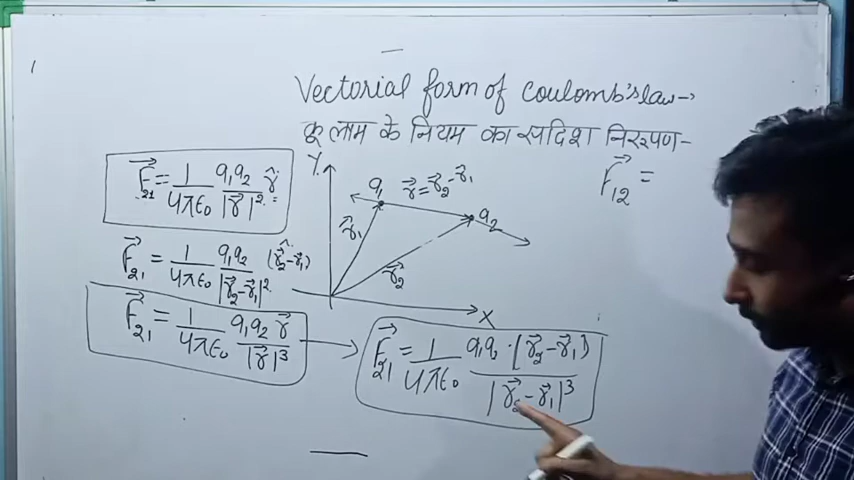 Vectorial form of Coulomb's law→
कूलाम के नियम का सदिश निरूपण-
F⃗₂₁ = 1/4πε₀ q₁q₂/|r⃗|² r̂
F⃗₂₁ = 1/4πε₀ q₁q₂/|r⃗₂-r⃗₁|² (r⃗₂-r⃗₁)
F⃗₂₁ = 1/4πε₀ q₁q₂ r⃗/|r⃗|³
Y
q₁
r⃗ = r⃗₂-r⃗₁
q₂
r⃗₁
r⃗₂
X
F⃗₂₁ = 1/4πε₀ q₁q₂·(r⃗₂-r⃗₁)/|r⃗₂-r⃗₁|³
F⃗₁₂ =